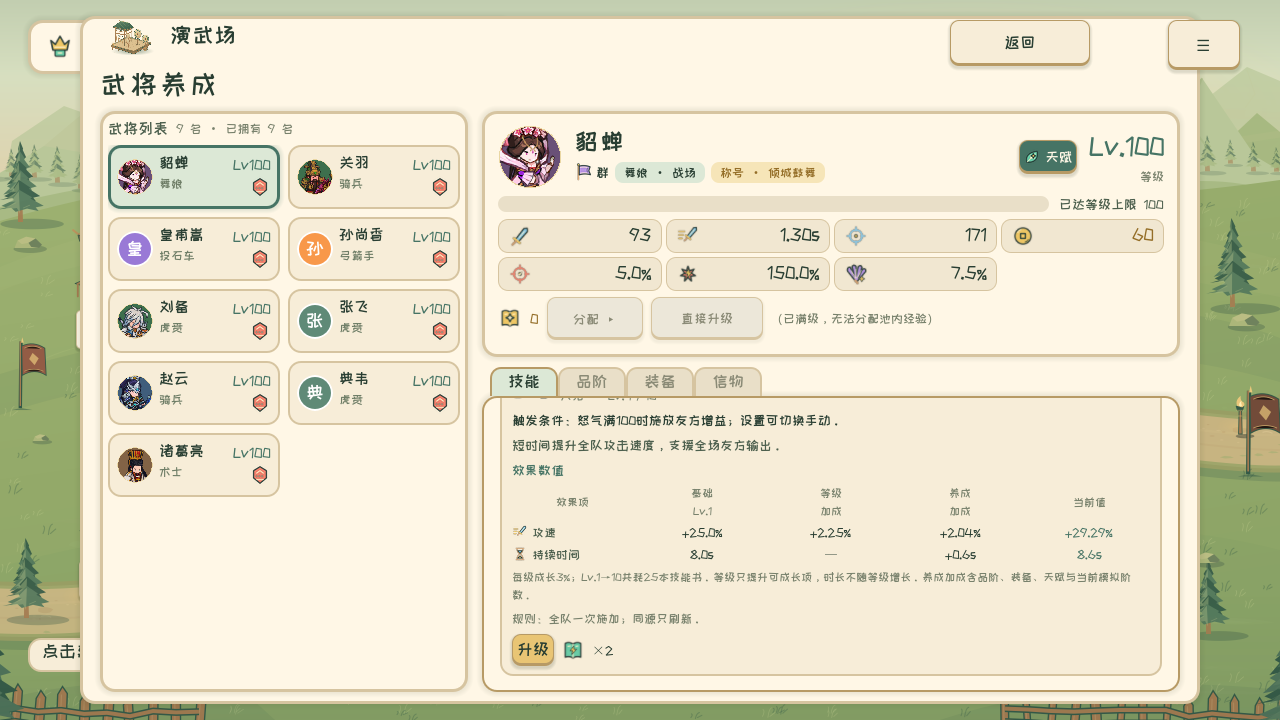 演武场
返回
☰
武将养成
武将列表 9 名 · 已拥有 9 名
貂蝉 Lv100
舞娘
关羽 Lv100
骑兵
皇 皇甫嵩 Lv100
投石车
孙 孙尚香 Lv100
弓箭手
刘备 Lv100
虎贲
张 张飞 Lv100
虎贲
赵云 Lv100
骑兵
典 典韦 Lv100
虎贲
诸葛亮 Lv100
术士
点击
貂蝉
群 舞娘 · 战场 称号 · 倾城鼓舞
天赋 Lv.100
等级
已达等级上限 100
93 1.30s 171 60
5.0% 150.0% 7.5%
0 分配 ▸ 直接升级 (已满级，无法分配池内经验)
技能 品阶 装备 信物
触发条件：怒气满100时施放友方增益；设置可切换手动。
短时间提升全队攻击速度，支援全场友方输出。
效果数值
效果项 基础 Lv.1 等级加成 养成加成 当前值
攻速 +25.0% +2.25% +2.04% +29.29%
持续时间 8.0s — +0.6s 8.6s
每级成长3%；Lv.1→10共耗25本技能书。等级只提升可成长项，时长不随等级增长。养成加成含品阶、装备、天赋与当前模拟阶
数。
规则：全队一次施加；同源只刷新。
升级 ×2